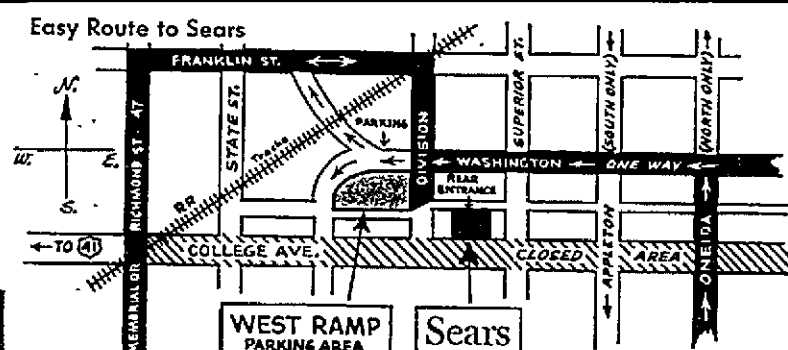 Easy Route to Sears
FRANKLIN ST.
N.
W.
E.
S.
RICHMOND ST. 47
STATE ST.
Tracks
RR
PARKING
DIVISION
SUPERIOR ST.
(SOUTH ONLY)
(NORTH ONLY)
WASHINGTON
ONE WAY
REAR
ENTRANCE
TO 41
COLLEGE AVE.
CLOSED
AREA
APPLETON
ONEIDA
MEMORIAL DR.
WEST RAMP
PARKING AREA
Sears